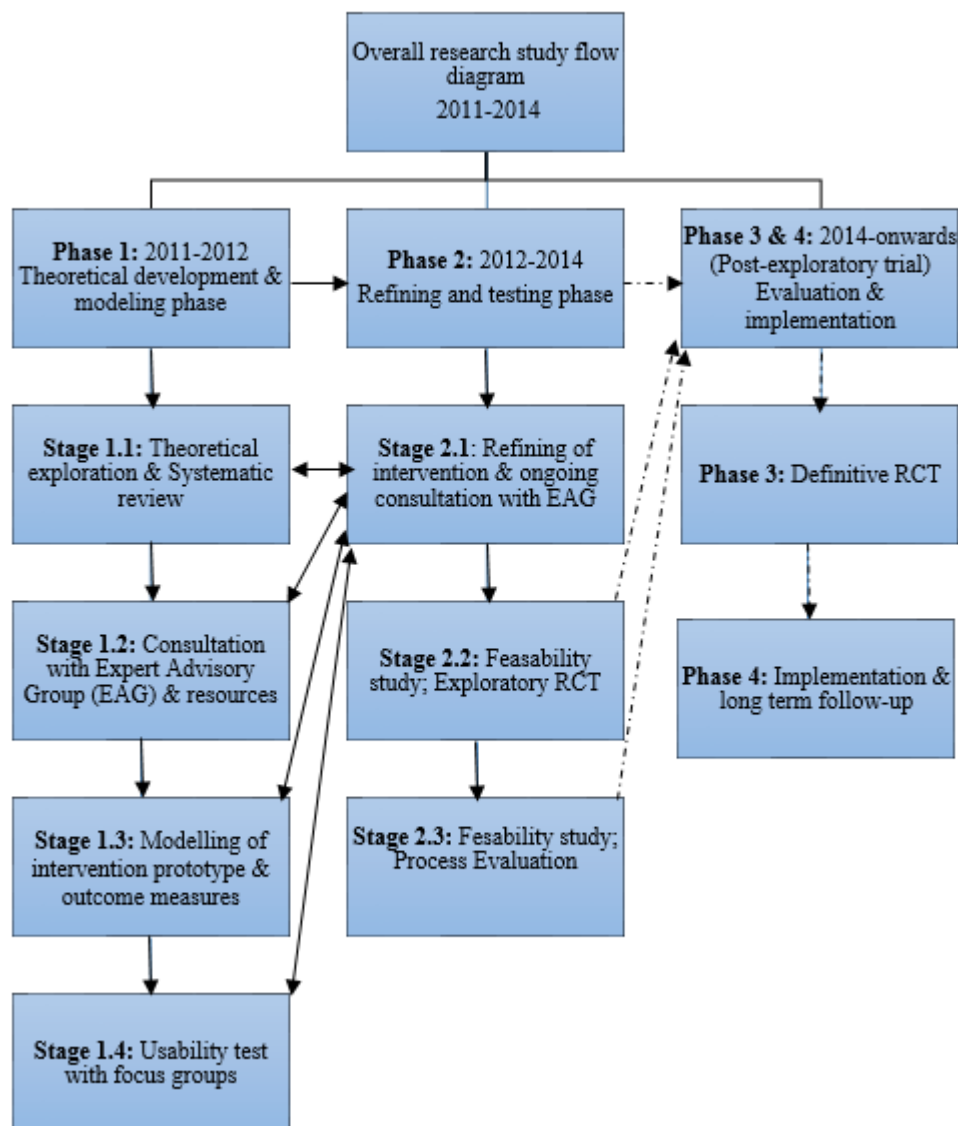 Overall research study flow
diagram
2011-2014
Phase 1: 2011-2012
Theoretical development &
modeling phase
Phase 2: 2012-2014
Refining and testing phase
Phase 3 & 4: 2014-onwards
(Post-exploratory trial)
Evaluation &
implementation
Stage 1.1: Theoretical
exploration & Systematic
review
Stage 2.1: Refining of
intervention & ongoing
consultation with EAG
Phase 3: Definitive RCT
Stage 1.2: Consultation
with Expert Advisory
Group (EAG) & resources
Stage 2.2: Feasability
study; Exploratory RCT
Phase 4: Implementation &
long term follow-up
Stage 1.3: Modelling of
intervention prototype &
outcome measures
Stage 2.3: Fesability study;
Process Evaluation
Stage 1.4: Usability test
with focus groups